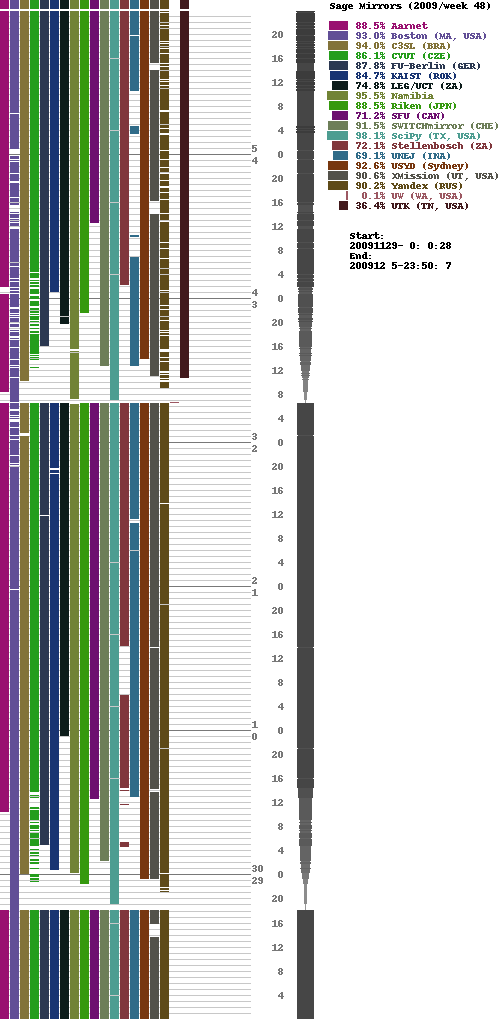 Sage Mirrors (2009/week 48)
88.5% Aarnet
93.0% Boston (MA, USA)
94.0% C3SL (BRA)
86.1% CVUT (CZE)
87.8% FU-Berlin (GER)
84.7% KAIST (ROK)
74.8% LEG/UCT (ZA)
95.5% Namibia
88.5% Riken (JPN)
71.2% SFU (CAN)
91.5% SWITCHmirror (CHE)
98.1% SciPy (TX, USA)
72.1% Stellenbosch (ZA)
69.1% UNEJ (INA)
92.6% USYD (Sydney)
90.6% XMission (UT, USA)
90.2% Yandex (RUS)
0.1% UW (WA, USA)
36.4% UTK (TN, USA)
Start:
20091129- 0: 0:28
End:
200912 5-23:50: 7
20
16
12
8
4
5
0
4
20
16
12
8
4
4
0
3
20
16
12
8
4
3
0
2
20
16
12
8
4
2
0
1
20
16
12
8
4
1
0
0
20
16
12
8
4
30
0
29
20
16
12
8
4